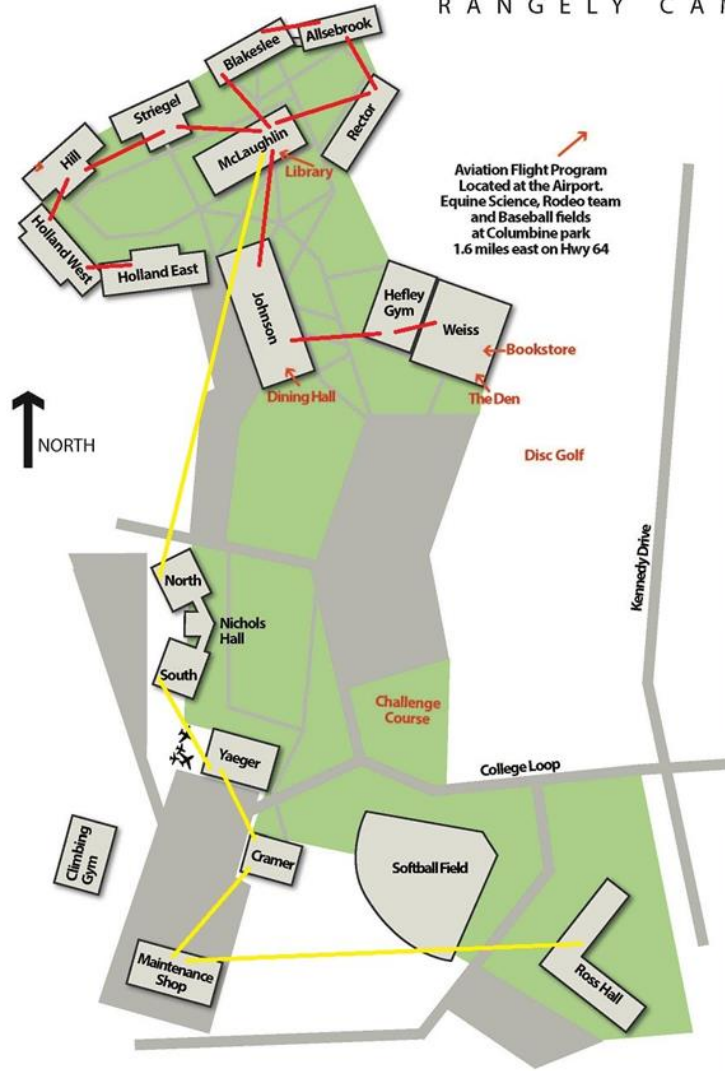 RANGELY CA
Allsebrook
Blakeslee
Striegel
Rector
McLaughlin
Hill
Library
Aviation Flight Program
Located at the Airport.
Equine Science, Rodeo team
and Baseball fields
at Columbine park
1.6 miles east on Hwy 64
Holland West
Holland East
Johnson
Hefley
Gym
Weiss
Bookstore
Dining Hall
The Den
NORTH
Disc Golf
Kennedy Drive
North
Nichols
Hall
South
Challenge
Course
Yaeger
College Loop
Climbing
Gym
Cramer
Softball Field
Maintenance
Shop
Ross Hall